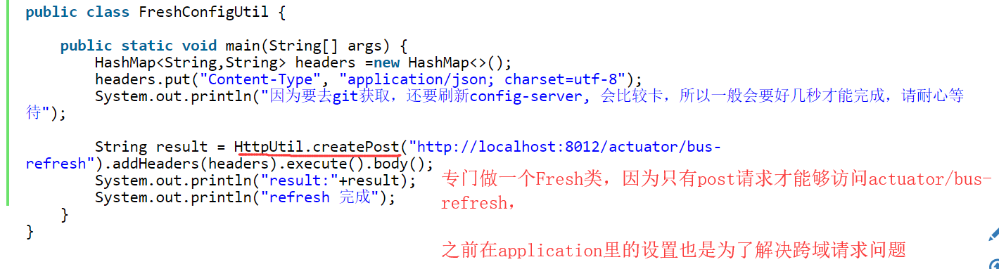 public class FreshConfigUtil {
public static void main(String[] args) {
HashMap<String,String> headers =new HashMap<>();
headers.put("Content-Type", "application/json; charset=utf-8");
System.out.println("因为要去git获取，还要刷新config-server, 会比较卡，所以一般会要好几秒才能完成，请耐心等
待");
String result = HttpUtil.createPost("http://localhost:8012/actuator/bus-
refresh").addHeaders(headers).execute().body();
System.out.println("result:"+result);
System.out.println("refresh 完成");
}
}
专门做一个Fresh类，因为只有post请求才能够访问actuator/bus-
refresh，
之前在application里的设置也是为了解决跨域请求问题